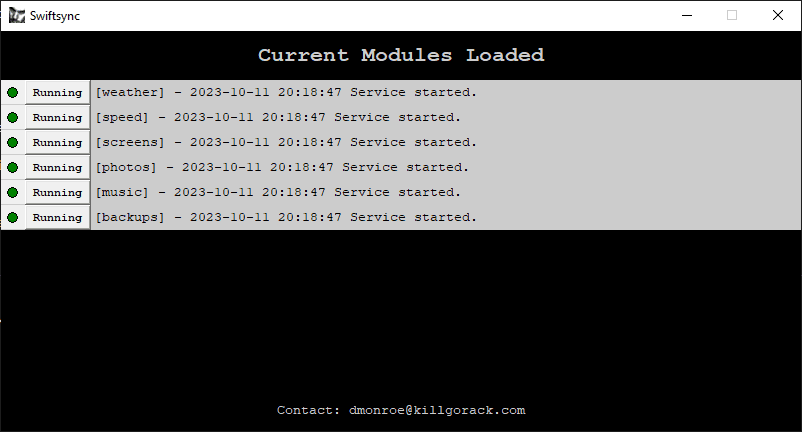 Swiftsync
Current Modules Loaded
Running [weather] - 2023-10-11 20:18:47 Service started.
Running [speed] - 2023-10-11 20:18:47 Service started.
Running [screens] - 2023-10-11 20:18:47 Service started.
Running [photos] - 2023-10-11 20:18:47 Service started.
Running [music] - 2023-10-11 20:18:47 Service started.
Running [backups] - 2023-10-11 20:18:47 Service started.
Contact: dmonroe@killgorack.com